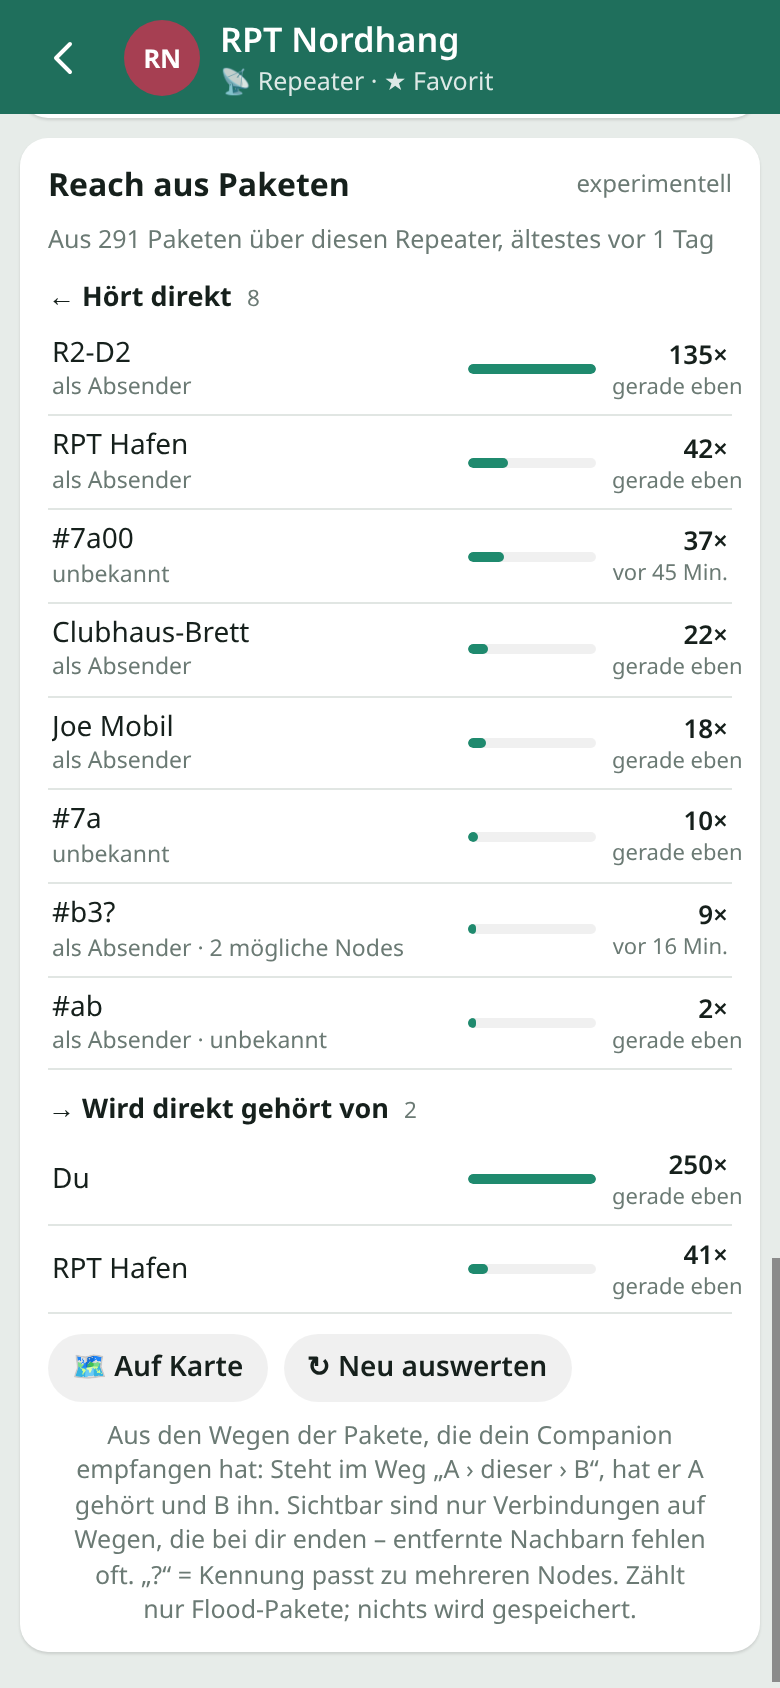 RN
RPT Nordhang
📡 Repeater · ★ Favorit
Reach aus Paketen
experimentell
Aus 291 Paketen über diesen Repeater, ältestes vor 1 Tag
← Hört direkt 8
R2-D2
135×
als Absender
gerade eben
RPT Hafen
42×
als Absender
gerade eben
#7a00
37×
unbekannt
vor 45 Min.
Clubhaus-Brett
22×
als Absender
gerade eben
Joe Mobil
18×
als Absender
gerade eben
#7a
10×
unbekannt
gerade eben
#b3?
9×
als Absender · 2 mögliche Nodes
vor 16 Min.
#ab
2×
als Absender · unbekannt
gerade eben
→ Wird direkt gehört von 2
Du
250×
gerade eben
RPT Hafen
41×
gerade eben
🗺️ Auf Karte
↻ Neu auswerten
Aus den Wegen der Pakete, die dein Companion
empfangen hat: Steht im Weg „A › dieser › B“, hat er A
gehört und B ihn. Sichtbar sind nur Verbindungen auf
Wegen, die bei dir enden – entfernte Nachbarn fehlen
oft. „?“ = Kennung passt zu mehreren Nodes. Zählt
nur Flood-Pakete; nichts wird gespeichert.